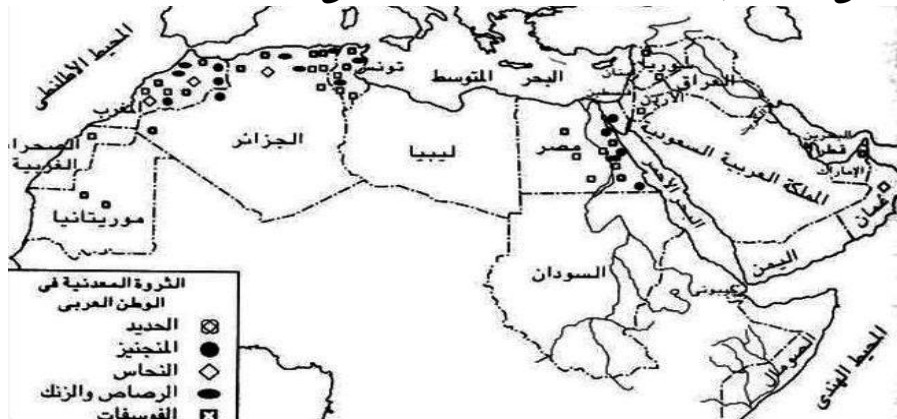 المحيط الأطلنطى
تونس
البحر
المتوسط
سوريا
لبنان
العراق
الأردن
المغرب
الصحراء
الغربية
الجزائر
ليبيا
مصر
البحر الأحمر
المملكة العربية السعودية
الكويت
البحرين
قطر
الإمارات
عمان
موريتانيا
السودان
اليمن
جيبوتى
الصومال
المحيط الهندى
الثروة المعدنية فى
الوطن العربى
الحديد
المنجنيز
النحاس
الرصاص والزنك
الفوسفات